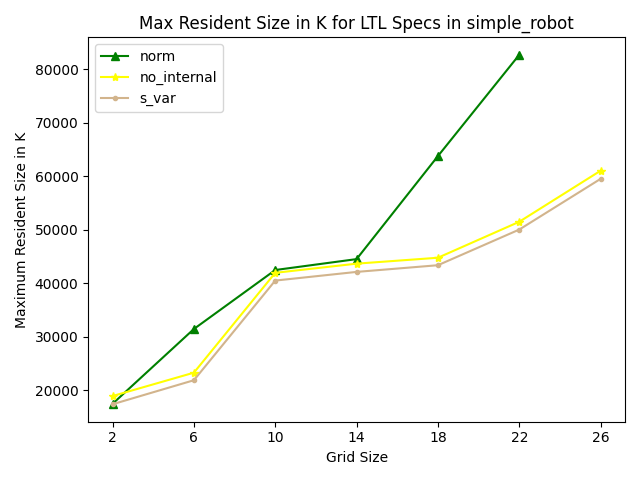 Max Resident Size in K for LTL Specs in simple_robot
norm
no_internal
s_var
Maximum Resident Size in K
80000
70000
60000
50000
40000
30000
20000
2 6 10 14 18 22 26
Grid Size